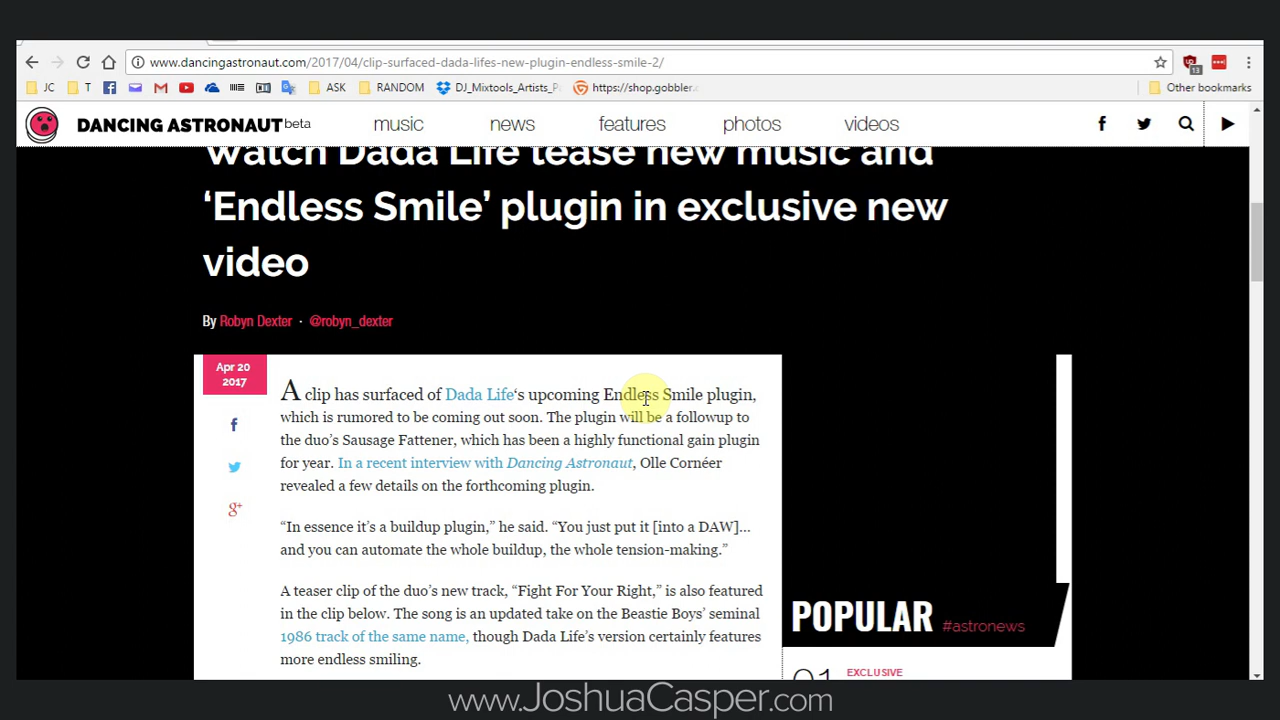 www.dancingastronaut.com/2017/04/clip-surfaced-dada-lifes-new-plugin-endless-smile-2/
13
JC T ASK RANDOM DJ_Mixtools_Artists_P https://shop.gobbler. Other bookmarks
DANCING ASTRONAUT beta music news features photos videos
Watch Dada Life tease new music and
‘Endless Smile’ plugin in exclusive new
video
By Robyn Dexter · @robyn_dexter
Apr 20
2017
A clip has surfaced of Dada Life‘s upcoming Endless Smile plugin,
which is rumored to be coming out soon. The plugin will be a followup to
the duo’s Sausage Fattener, which has been a highly functional gain plugin
for year. In a recent interview with Dancing Astronaut, Olle Cornéer
revealed a few details on the forthcoming plugin.
“In essence it’s a buildup plugin,” he said. “You just put it [into a DAW]…
and you can automate the whole buildup, the whole tension-making.”
A teaser clip of the duo’s new track, “Fight For Your Right,” is also featured
in the clip below. The song is an updated take on the Beastie Boys’ seminal
1986 track of the same name, though Dada Life’s version certainly features
more endless smiling.
POPULAR #astronews
01 EXCLUSIVE
www.JoshuaCasper.com